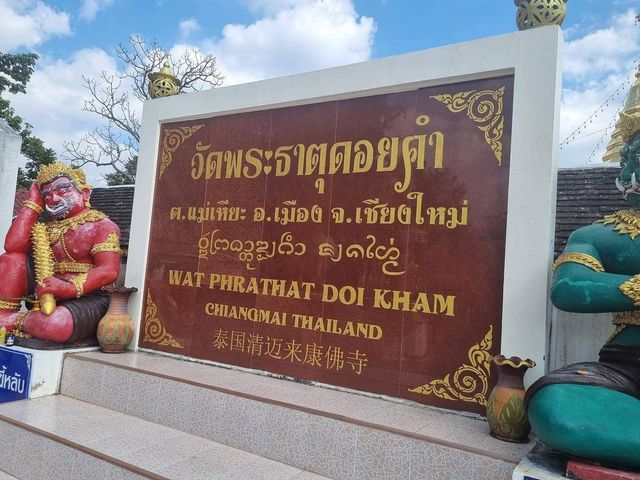 วัดพระธาตุดอยคำ
ต.แม่เหียะ อ.เมือง จ.เชียงใหม่
WAT PHRATHAT DOI KHAM
CHIANGMAI THAILAND
泰国清迈来康佛寺